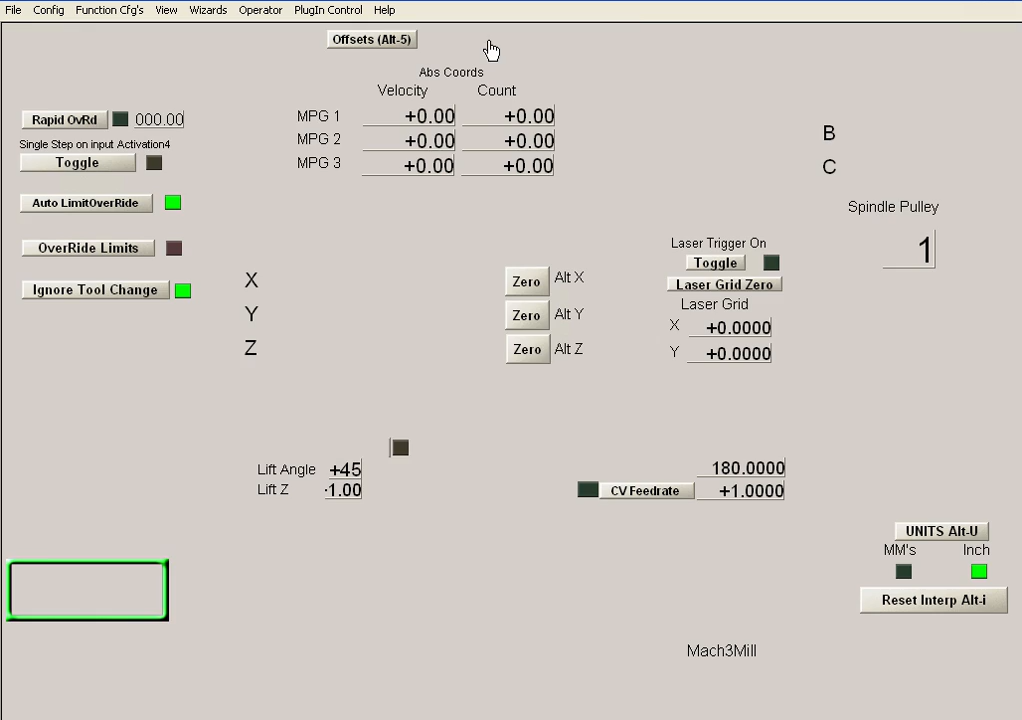 File Config Function Cfg's View Wizards Operator PlugIn Control Help
Offsets (Alt-5)
Abs Coords
Velocity Count
Rapid OvRd 000.00
MPG 1 +0.00 +0.00
MPG 2 +0.00 +0.00
MPG 3 +0.00 +0.00
B
C
Single Step on input Activation4
Toggle
Auto LimitOverRide
Spindle Pulley
1
OverRide Limits
Laser Trigger On
Toggle
Ignore Tool Change
X Zero Alt X
Y Zero Alt Y
Z Zero Alt Z
Laser Grid Zero
Laser Grid
X +0.0000
Y +0.0000
Lift Angle +45
Lift Z -1.00
180.0000
CV Feedrate +1.0000
UNITS Alt-U
MM's Inch
Reset Interp Alt-i
Mach3Mill